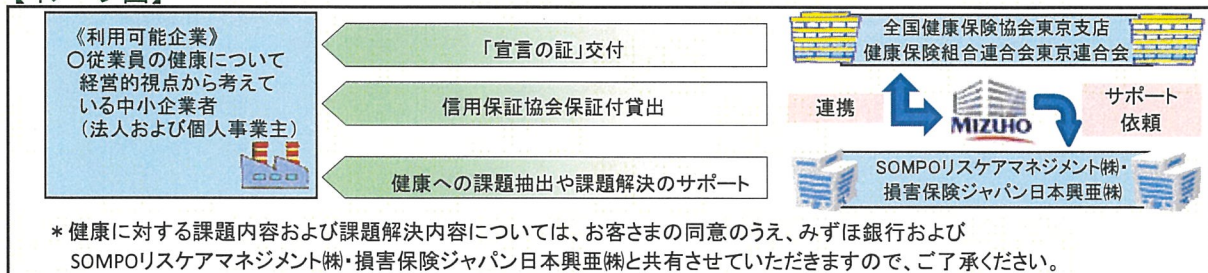 《利用可能企業》
〇従業員の健康について
経営的視点から考えて
いる中小企業者
(法人および個人事業主)
「宣言の証」交付
信用保証協会保証付貸出
健康への課題抽出や課題解決のサポート
全国健康保険協会東京支店
健康保険組合連合会東京連合会
連携
MIZUHO
サポート
依頼
SOMPOリスケアマネジメント㈱・
損害保険ジャパン日本興亜㈱
*健康に対する課題内容および課題解決内容については、お客さまの同意のうえ、みずほ銀行および
SOMPOリスケアマネジメント㈱・損害保険ジャパン日本興亜㈱と共有させていただきますので、ご了承ください。